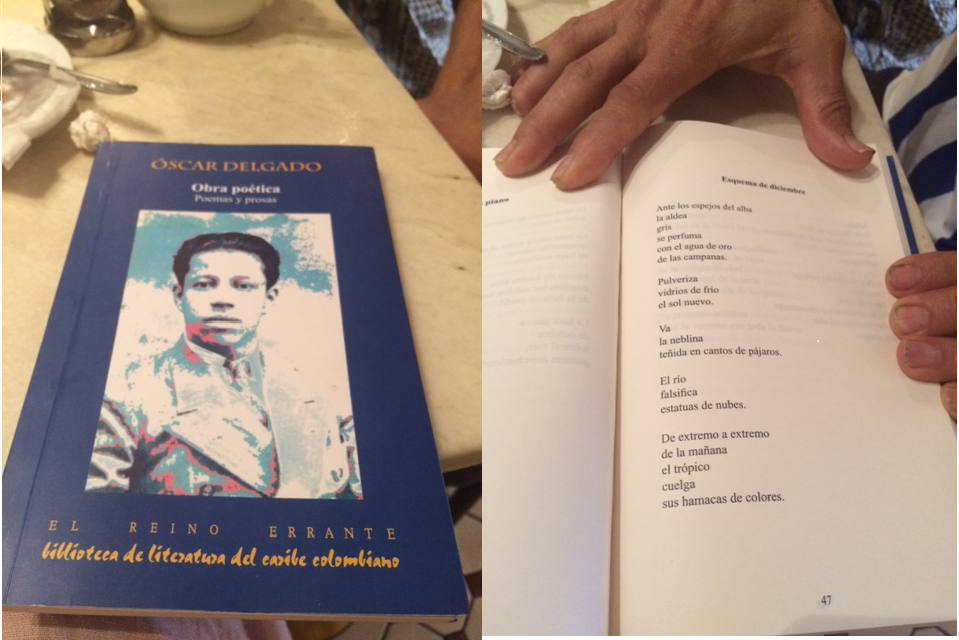 ÓSCAR DELGADO
Obra poética
Poemas y prosas
EL REINO ERRANTE
biblioteca de literatura del caribe colombiano
piano
Esquema de diciembre
Ante los espejos del alba
la aldea
gris
se perfuma
con el agua de oro
de las campanas.
Pulveriza
vidrios de frío
el sol nuevo.
Va
la neblina
teñida en cantos de pájaros.
El río
falsifica
estatuas de nubes.
De extremo a extremo
de la mañana
el trópico
cuelga
sus hamacas de colores.
47